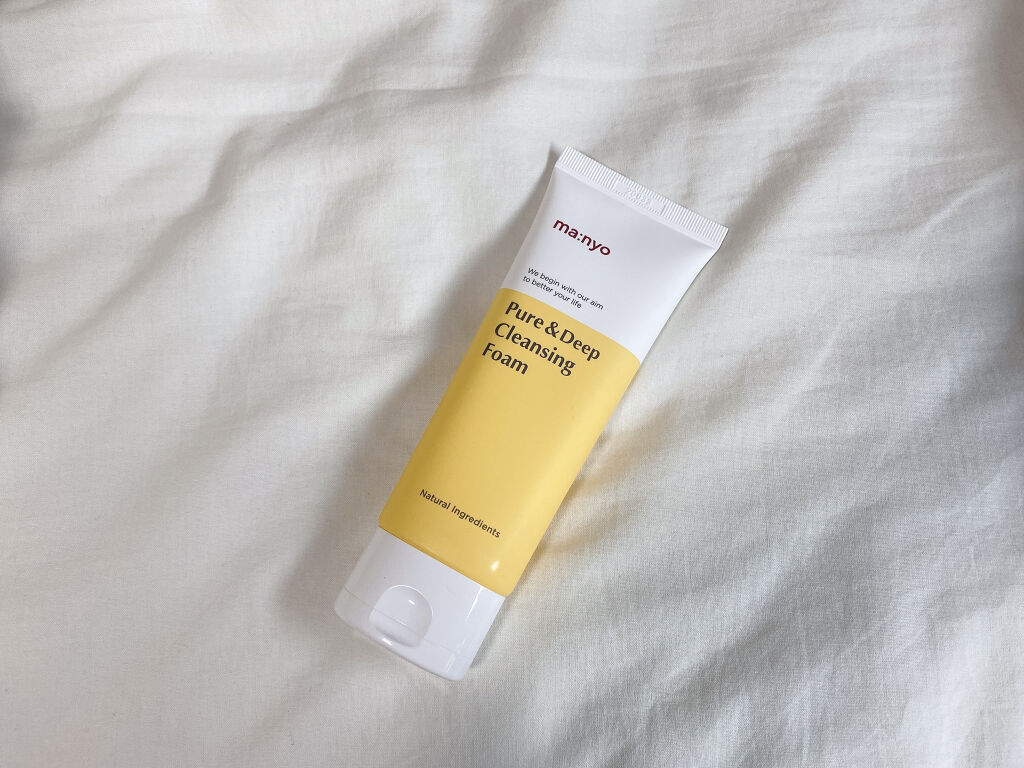 ma:nyo
We begin with our aim
to better your life
Pure & Deep
Cleansing
Foam
Natural Ingredients